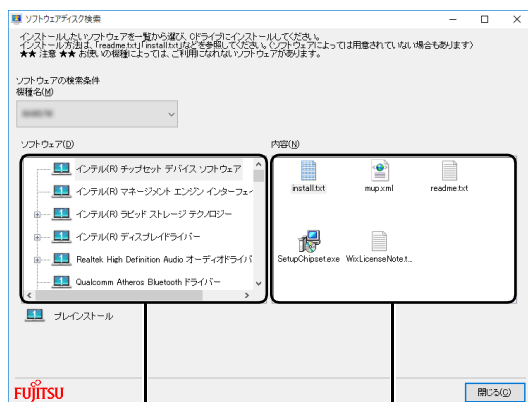 ソフトウェアディスク検索
インストールしたいソフトウェアを一覧から選び、Cドライブにインストールしてください。
インストール方法は、「readme.txt」「install.txt」などを参照してください。(ソフトウェアによっては用意されていない場合もあります)
★★ 注意 ★★ お使いの機種によっては、ご利用になれないソフトウェアがあります。
ソフトウェアの検索条件
機種名(M)
ソフトウェア(D)
内容(N)
インテル(R) チップセット デバイス ソフトウェア
インテル(R) マネージメント エンジン インターフェ
インテル(R) ラピッド ストレージ テクノロジー
インテル(R) ディスプレイドライバー
Realtek High Definition Audio オーディオドライバ
Qualcomm Atheros Bluetooth ドライバー
install.txt
mup.xml
readme.txt
SetupChipset.exe
WixLicenseNote.t...
プレインストール
FUJITSU
閉じる(C)